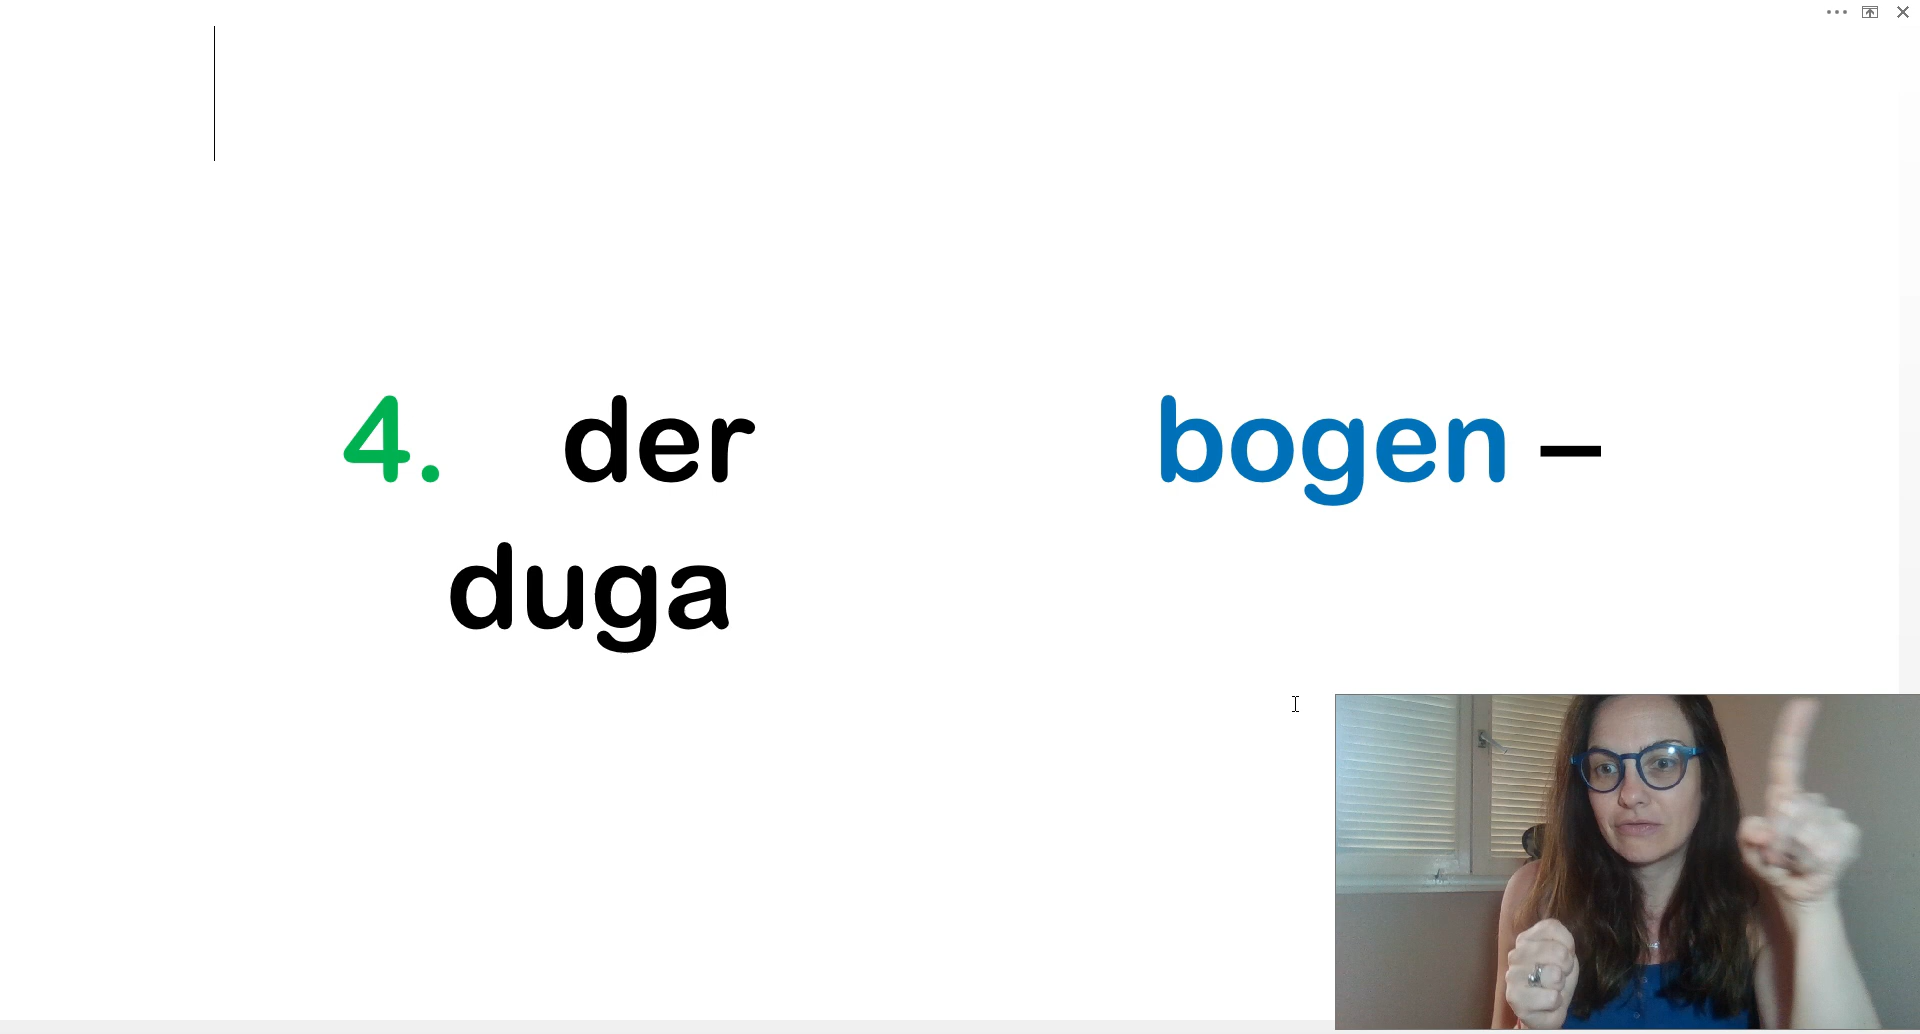 4. der bogen –
duga